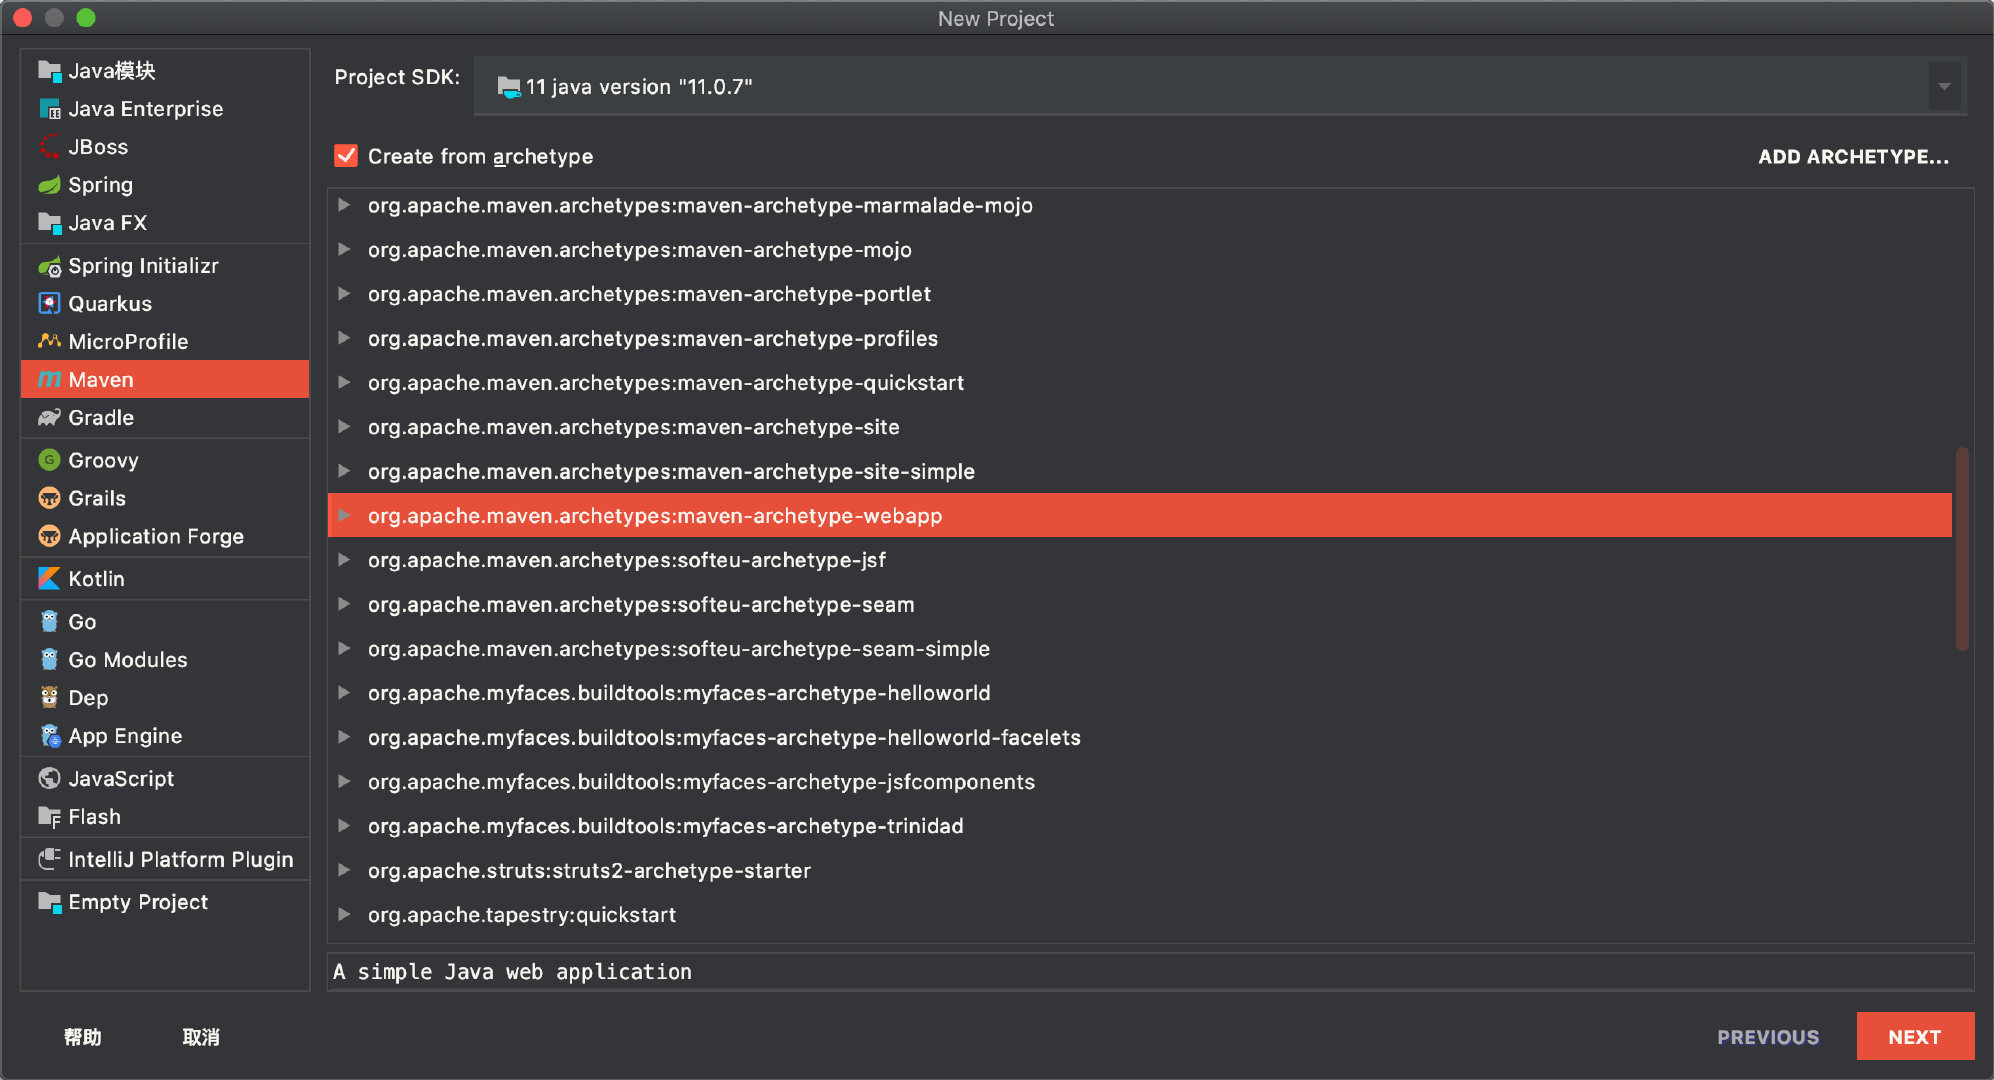 New Project
Java模块
Java Enterprise
JBoss
Spring
Java FX
Spring Initializr
Quarkus
MicroProfile
Maven
Gradle
Groovy
Grails
Application Forge
Kotlin
Go
Go Modules
Dep
App Engine
JavaScript
Flash
IntelliJ Platform Plugin
Empty Project
Project SDK: 11 java version "11.0.7"
Create from archetype ADD ARCHETYPE...
org.apache.maven.archetypes:maven-archetype-marmalade-mojo
org.apache.maven.archetypes:maven-archetype-mojo
org.apache.maven.archetypes:maven-archetype-portlet
org.apache.maven.archetypes:maven-archetype-profiles
org.apache.maven.archetypes:maven-archetype-quickstart
org.apache.maven.archetypes:maven-archetype-site
org.apache.maven.archetypes:maven-archetype-site-simple
org.apache.maven.archetypes:maven-archetype-webapp
org.apache.maven.archetypes:softeu-archetype-jsf
org.apache.maven.archetypes:softeu-archetype-seam
org.apache.maven.archetypes:softeu-archetype-seam-simple
org.apache.myfaces.buildtools:myfaces-archetype-helloworld
org.apache.myfaces.buildtools:myfaces-archetype-helloworld-facelets
org.apache.myfaces.buildtools:myfaces-archetype-jsfcomponents
org.apache.myfaces.buildtools:myfaces-archetype-trinidad
org.apache.struts:struts2-archetype-starter
org.apache.tapestry:quickstart
A simple Java web application
帮助 取消 PREVIOUS NEXT